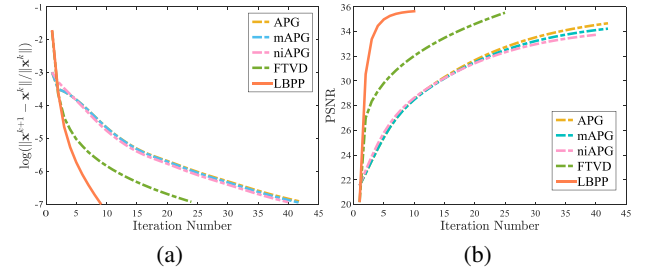 -1
-2
-3
-4
-5
-6
-7
0 5 10 15 20 25 30 35 40 45
log(||x^{k+1} − x^k||/||x^k||)
Iteration Number
APG
mAPG
niAPG
FTVD
LBPP
(a)
36
34
32
30
28
26
24
22
20
0 5 10 15 20 25 30 35 40 45
PSNR
Iteration Number
APG
mAPG
niAPG
FTVD
LBPP
(b)